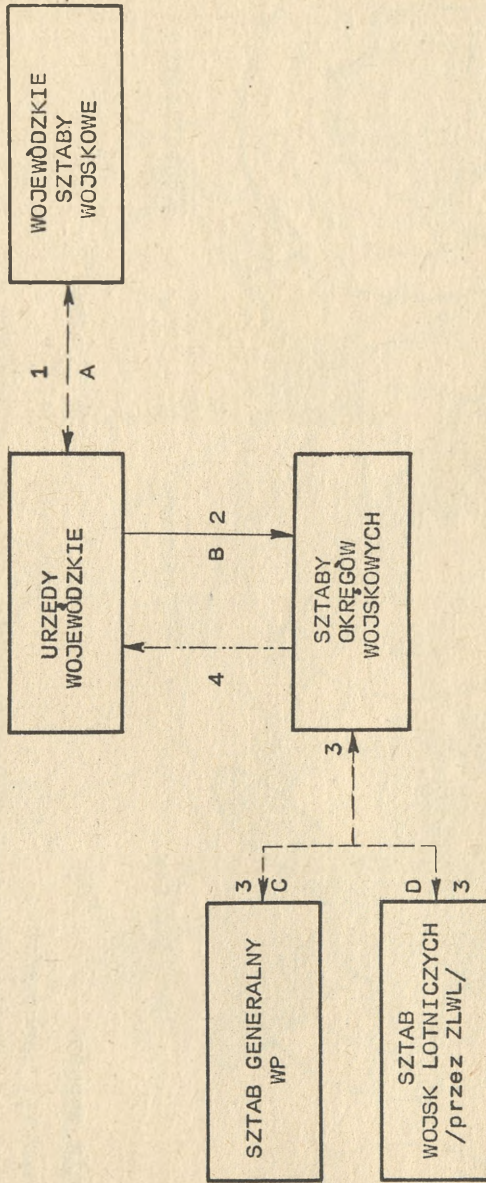 WOJEWÓDZKIE
SZTABY
WOJSKOWE
1
A
URZĘDY
WOJEWÓDZKIE
2
B
4
SZTABY
OKRĘGÓW
WOJSKOWYCH
3
3
C
SZTAB GENERALNY
WP
D
3
SZTAB
WOJSK LOTNICZYCH
/przez ZLWL/